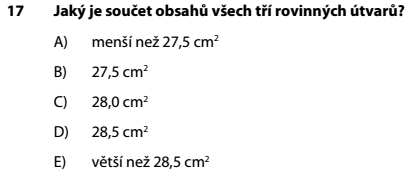 17 Jaký je součet obsahů všech tří rovinných útvarů?
A) menší než 27,5 cm²
B) 27,5 cm²
C) 28,0 cm²
D) 28,5 cm²
E) větší než 28,5 cm²